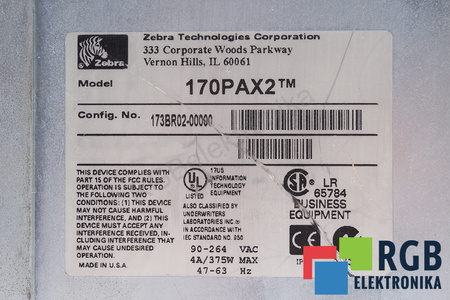 Zebra Technologies Corporation
333 Corporate Woods Parkway
Vernon Hills, IL 60061
Zebra
Model 170PAX2™
Config. No. 173BR02-00000
THIS DEVICE COMPLIES WITH
PART 15 OF THE FCC RULES.
OPERATION IS SUBJECT TO
THE FOLLOWING TWO
CONDITIONS: (1) THIS DEVICE
MAY NOT CAUSE HARMFUL
INTERFERENCE, AND (2) THIS
DEVICE MUST ACCEPT ANY
INTERFERENCE RECEIVED, IN-
CLUDING INTERFERENCE THAT
MAY CAUSE UNDESIRED
OPERATION.
MADE IN U.S.A.
UL
LISTED
17U5
INFORMATION
TECHNOLOGY
EQUIPMENT
ALSO CLASSIFIED BY
UNDERWRITERS
LABORATORIES INC.®
IN ACCORDANCE WITH
IEC STANDARD NO. 950
90-264 VAC
4A/375W MAX
47-63 Hz
LR
65784
BUSINESS
EQUIPMENT
CE
IP
RGB
ELEKTRONIKA